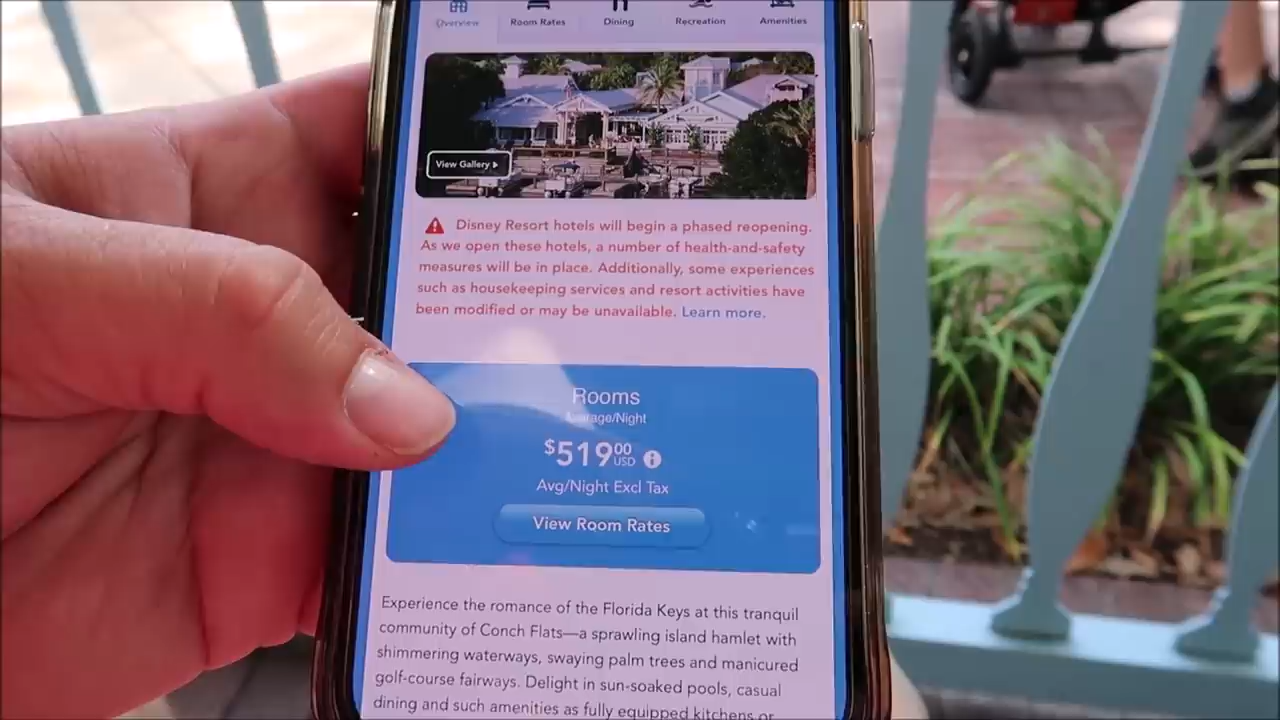 Overview Room Rates Dining Recreation Amenities
View Gallery
Disney Resort hotels will begin a phased reopening.
As we open these hotels, a number of health-and-safety
measures will be in place. Additionally, some experiences
such as housekeeping services and resort activities have
been modified or may be unavailable. Learn more.
Rooms
Average/Night
$519.00 USD
Avg/Night Excl Tax
View Room Rates
Experience the romance of the Florida Keys at this tranquil
community of Conch Flats—a sprawling island hamlet with
shimmering waterways, swaying palm trees and manicured
golf-course fairways. Delight in sun-soaked pools, casual
dining and such amenities as fully equipped kitchens or